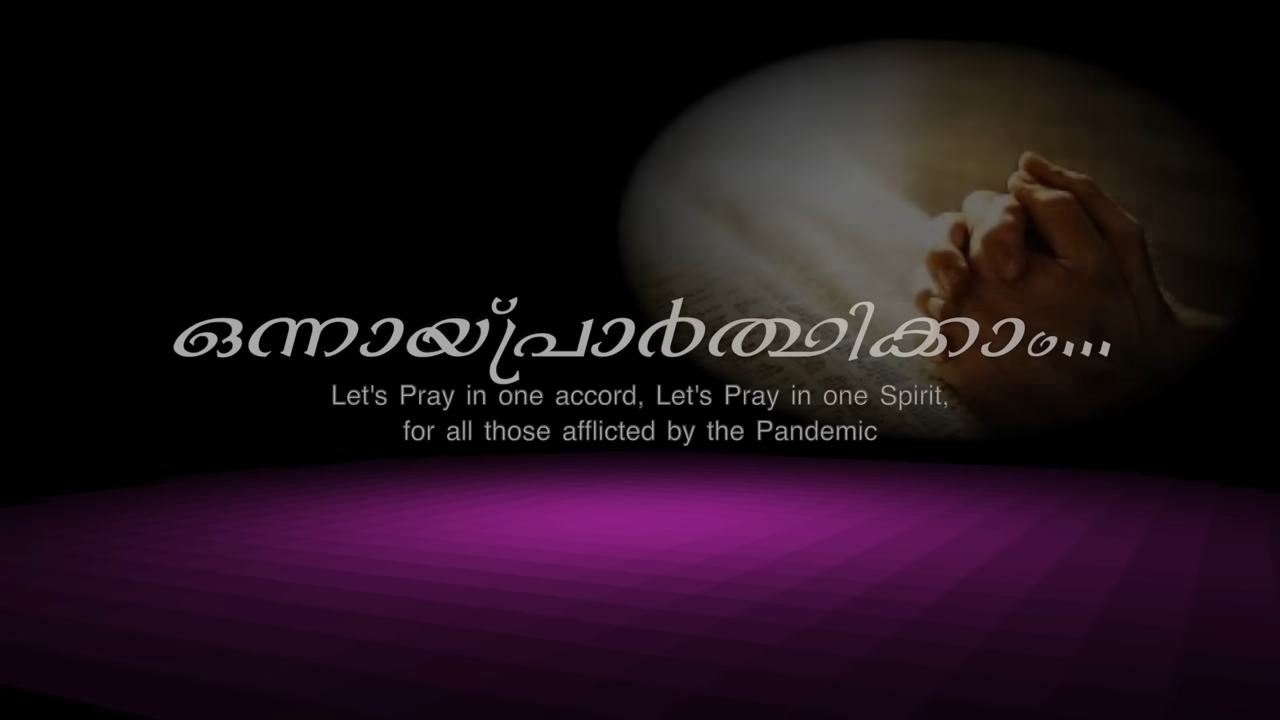 ഒന്നായ്പ്രാർത്ഥിക്കാം...
Let's Pray in one accord, Let's Pray in one Spirit,
for all those afflicted by the Pandemic